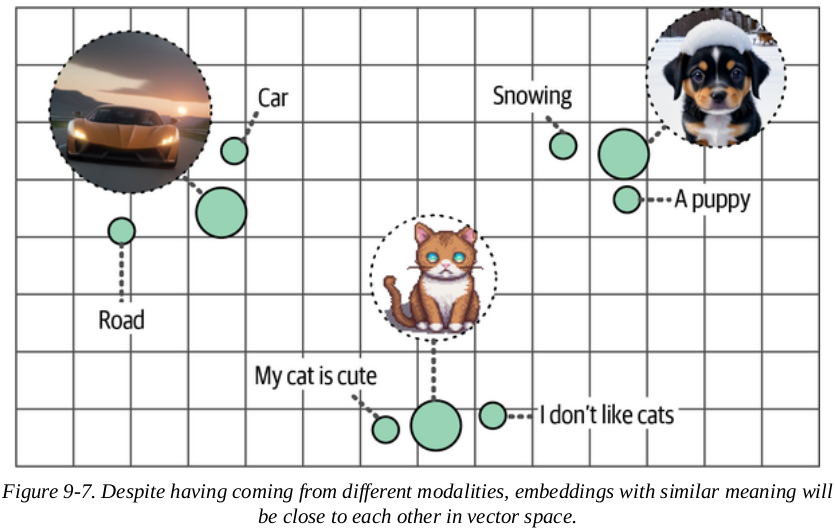 Car
Snowing
A puppy
Road
My cat is cute
I don't like cats
Figure 9-7. Despite having coming from different modalities, embeddings with similar meaning will
be close to each other in vector space.